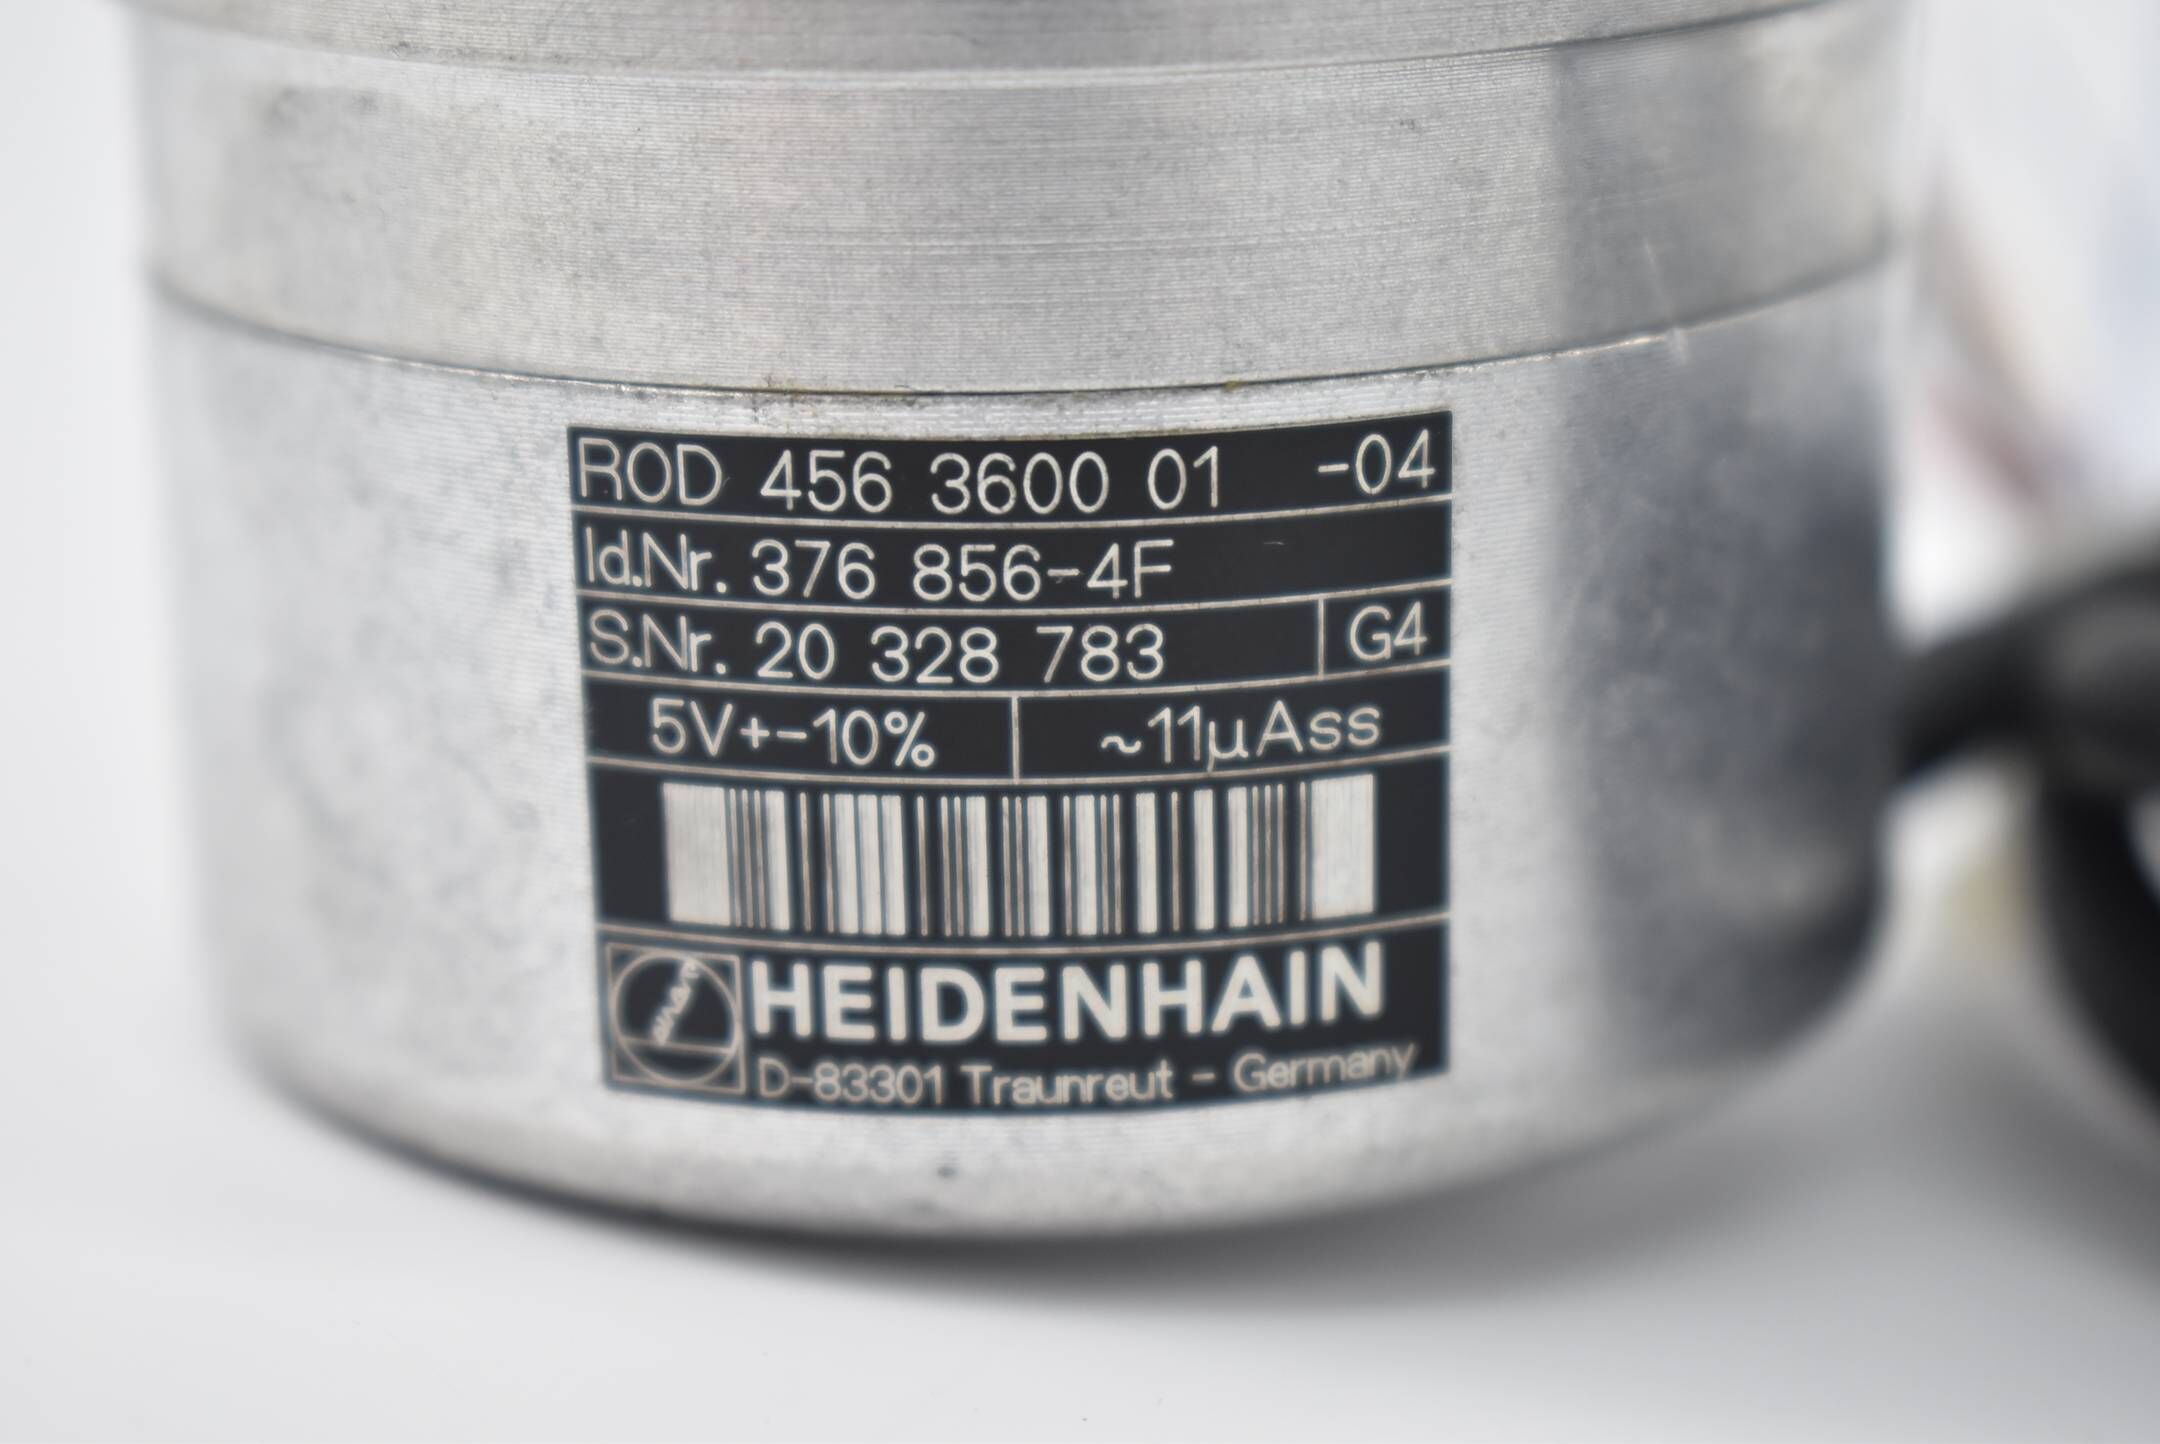 ROD 456 3600 01 -04
Id.Nr. 376 856-4F
S.Nr. 20 328 783 G4
5V+-10% ~11µAss
HEIDENHAIN
D-83301 Traunreut - Germany